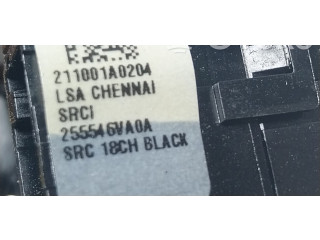 211001A0204
LSA CHENNAI
SRCI
255546VA0A
SRC 18CH BLACK